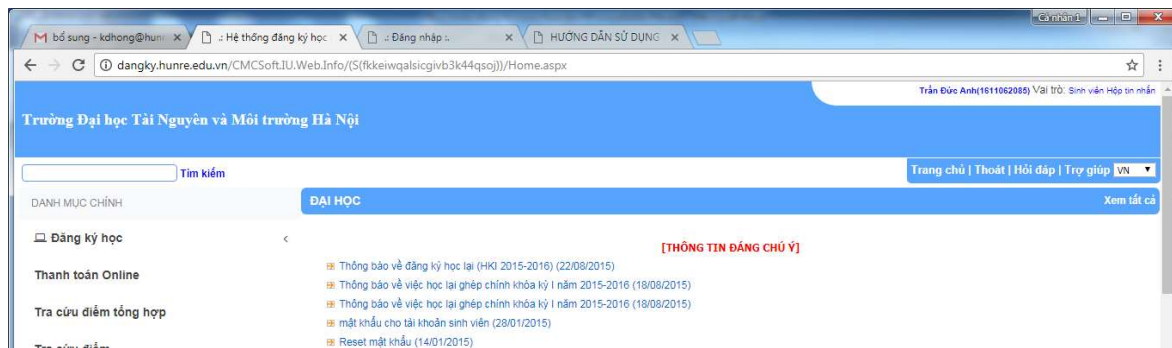 Cá nhân 1
bổ sung - kdhong@hunr
.: Hệ thống đăng ký học
.: Đăng nhập :.
HƯỚNG DẪN SỬ DỤNG
dangky.hunre.edu.vn/CMCSoft.IU.Web.Info/(S(fkkeiwqalsicgivb3k44qsoj))/Home.aspx
Trần Đức Anh(1611062085) Vai trò: Sinh viên Hộp tin nhắn
Trường Đại học Tài Nguyên và Môi trường Hà Nội
Tìm kiếm
Trang chủ | Thoát | Hỏi đáp | Trợ giúp VN
DANH MỤC CHÍNH
ĐẠI HỌC
Xem tất cả
Đăng ký học
[THÔNG TIN ĐÁNG CHÚ Ý]
Thông báo về đăng ký học lại (HKI 2015-2016) (22/08/2015)
Thanh toán Online
Thông báo về việc học lại ghép chính khóa kỳ I năm 2015-2016 (18/08/2015)
Thông báo về việc học lại ghép chính khóa kỳ I năm 2015-2016 (18/08/2015)
Tra cứu điểm tổng hợp
mật khẩu cho tài khoản sinh viên (28/01/2015)
Reset mật khẩu (14/01/2015)
Tra cứu điểm